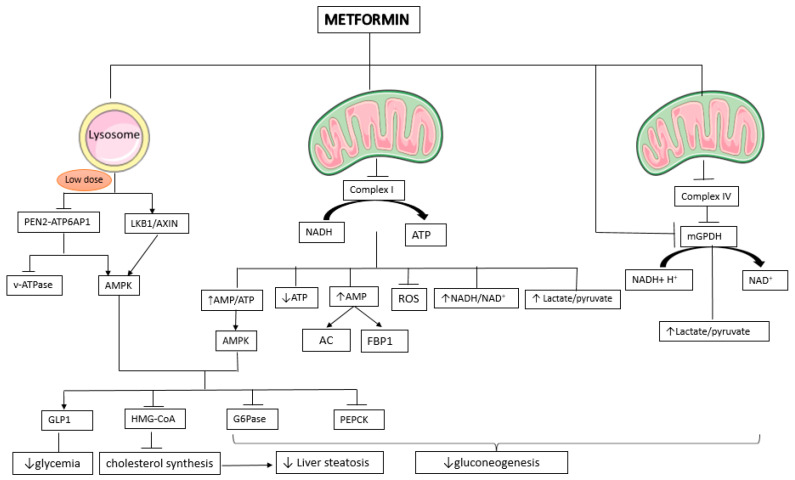 METFORMIN
Lysosome
Low dose
Complex I
Complex IV
PEN2-ATP6AP1
LKB1/AXIN
NADH
ATP
mGPDH
v-ATPase
AMPK
NADH+ H⁺
NAD⁺
↑AMP/ATP
↓ATP
↑AMP
ROS
↑NADH/NAD⁺
↑ Lactate/pyruvate
↑Lactate/pyruvate
AMPK
AC
FBP1
GLP1
HMG-CoA
G6Pase
PEPCK
↓glycemia
cholesterol synthesis
↓ Liver steatosis
↓gluconeogenesis